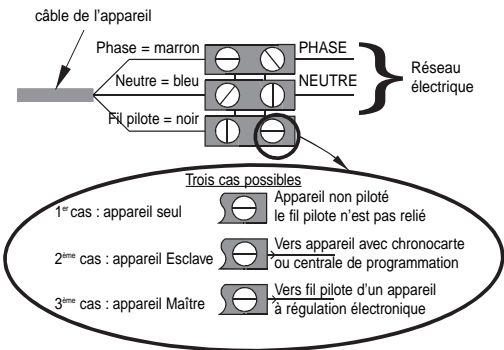 câble de l'appareil
Phase = marron
PHASE
Neutre = bleu
NEUTRE
Réseau
électrique
Fil pilote = noir
Trois cas possibles
1er cas : appareil seul
Appareil non piloté
le fil pilote n'est pas relié
2ème cas : appareil Esclave
Vers appareil avec chronocarte
ou centrale de programmation
3ème cas : appareil Maître
Vers fil pilote d'un appareil
à régulation électronique